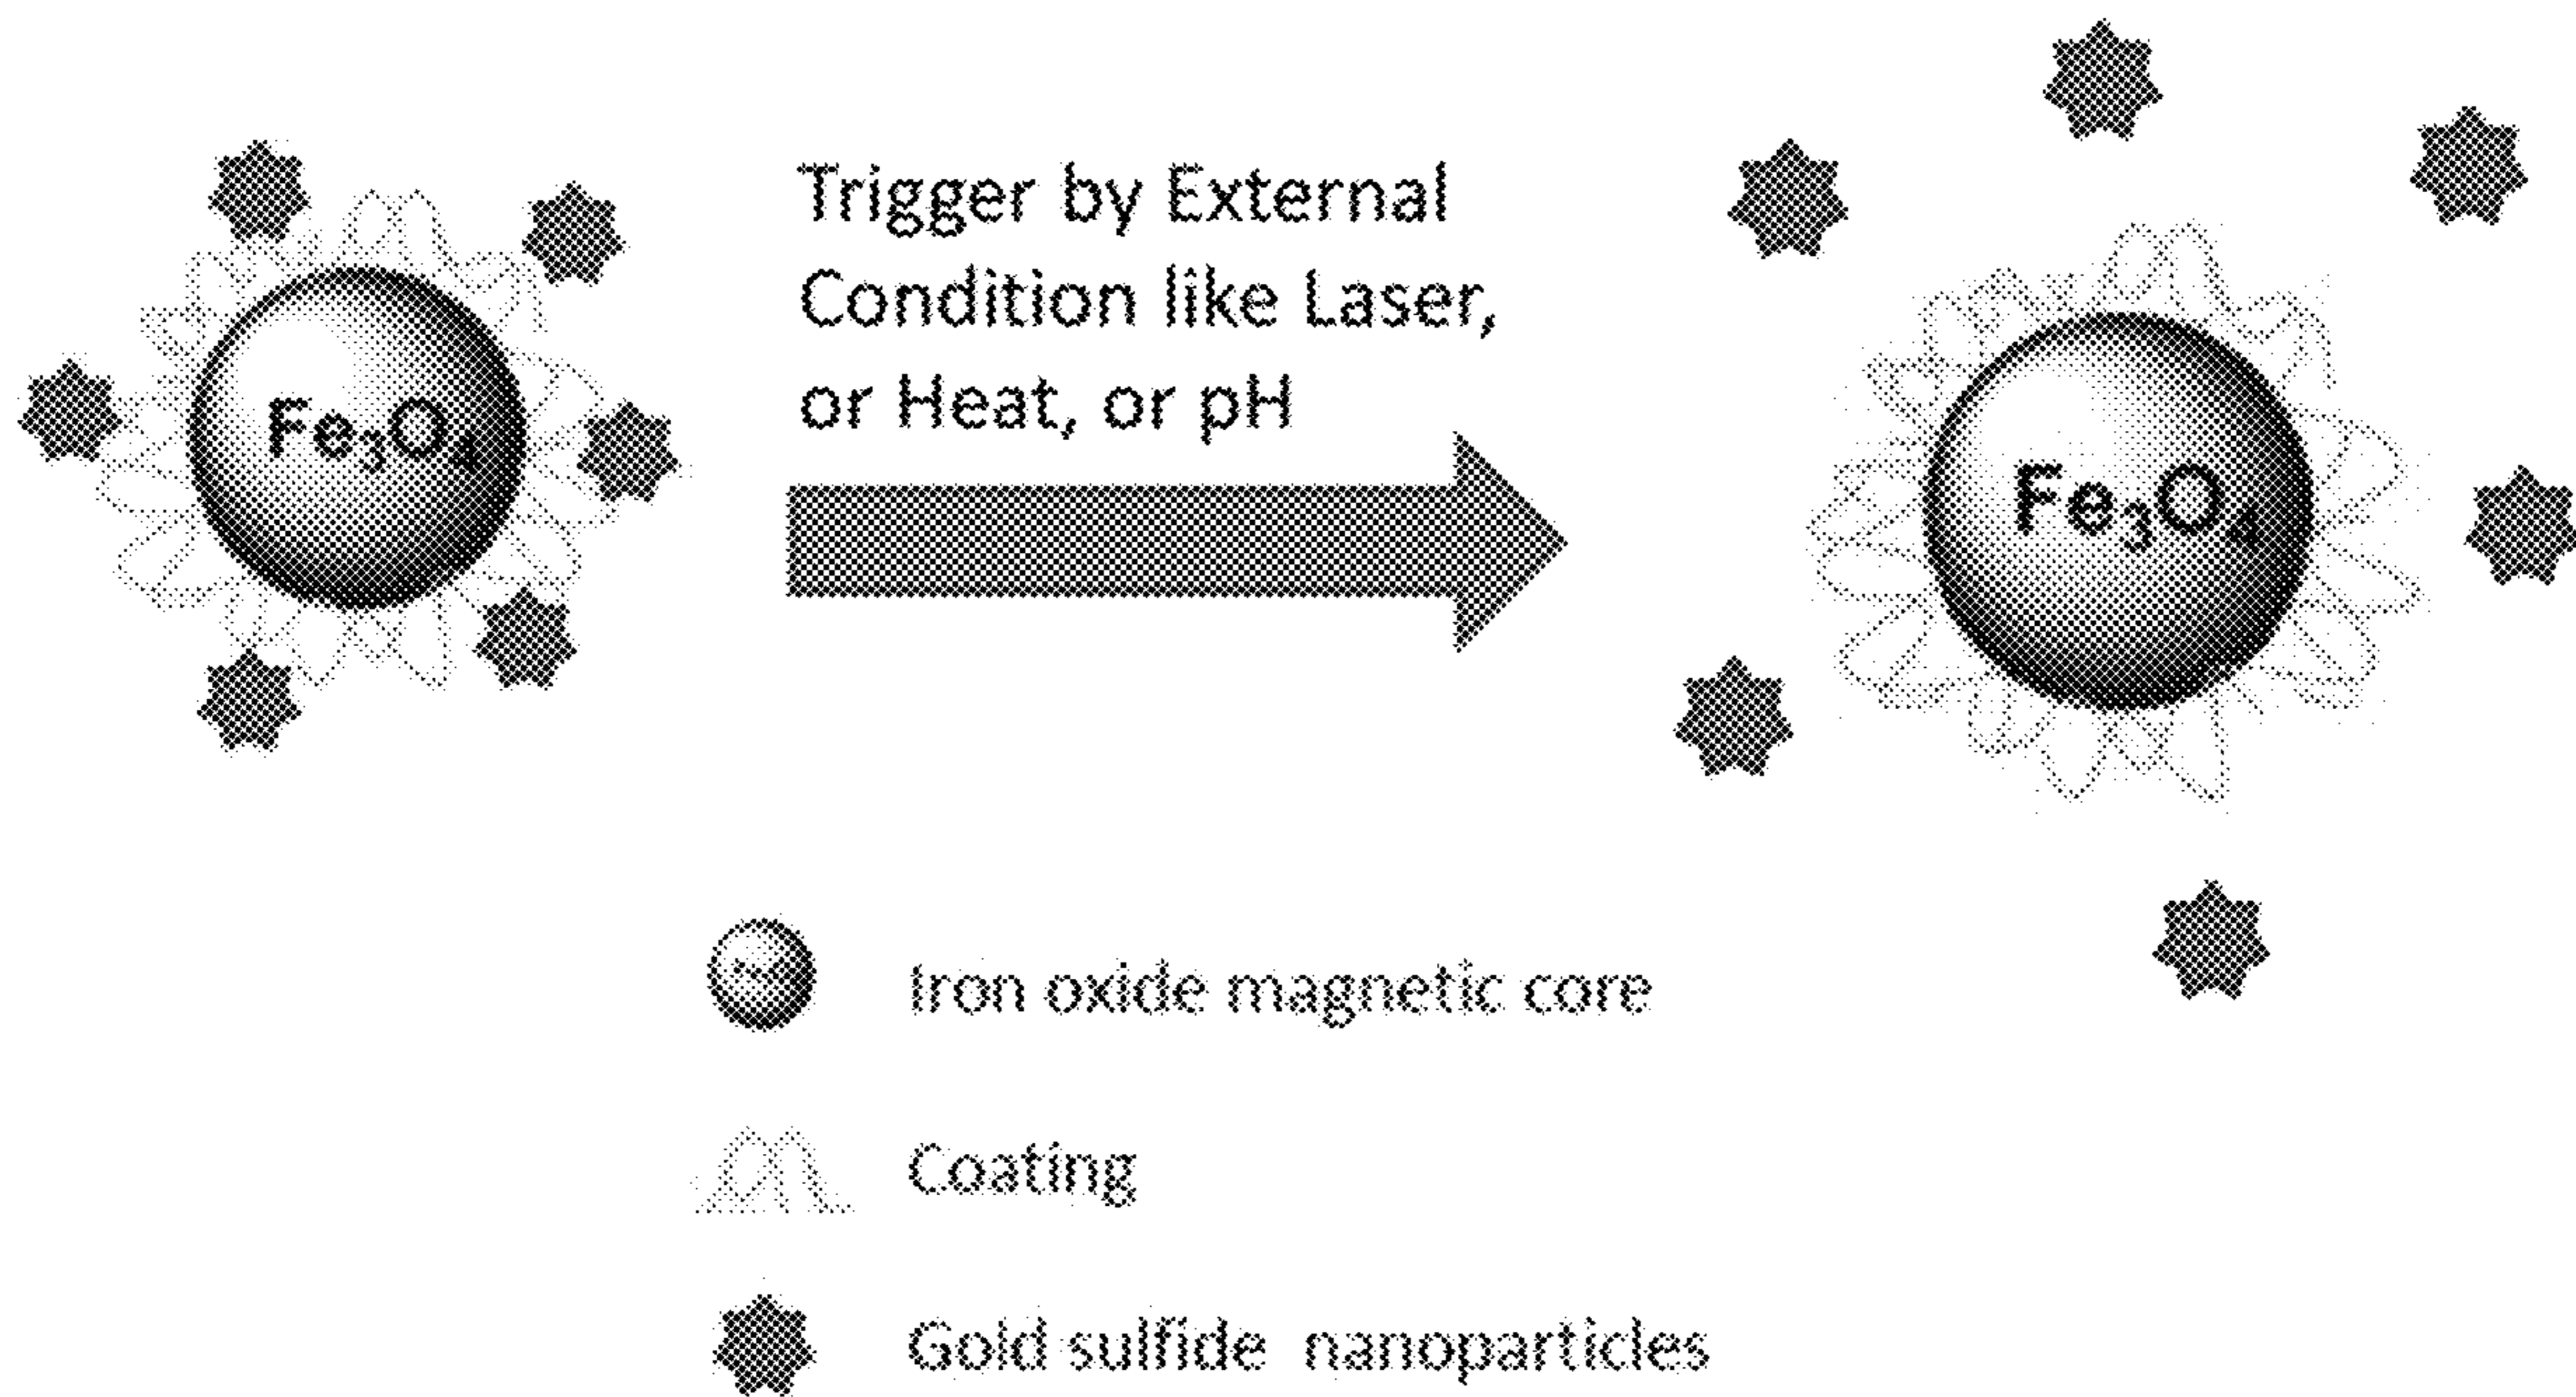 Trigger by External
Condition like Laser,
or Heat, or pH
Fe₃O₄
Fe₃O₄
Iron oxide magnetic core
Coating
Gold sulfide nanoparticles